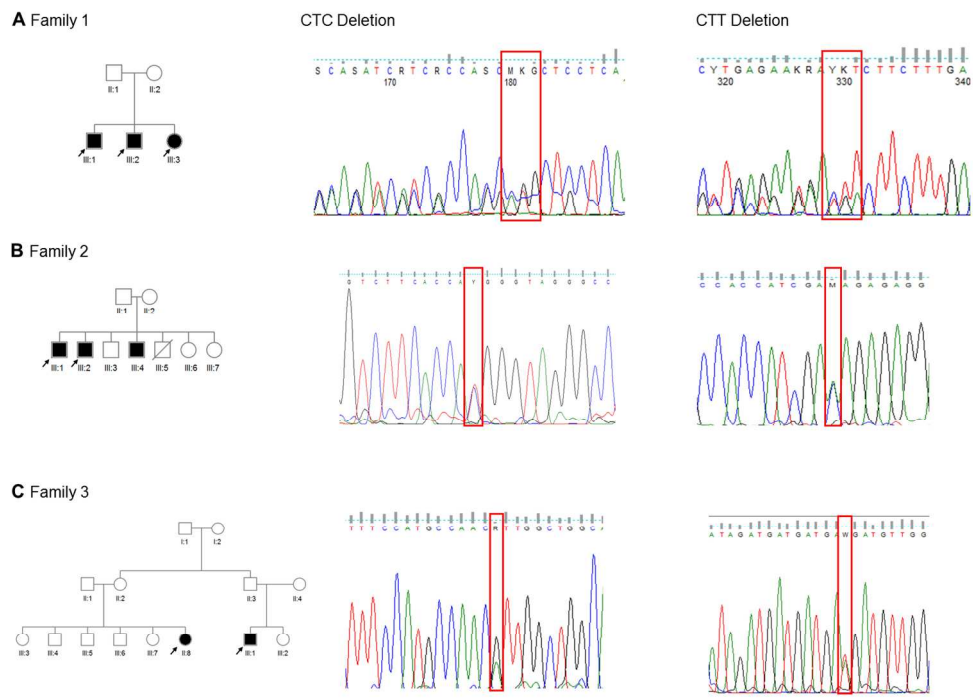 A Family 1
CTC Deletion
CTT Deletion
II:1 II:2
III:1 III:2 III:3
S C A S A T C R T C R C C A S C M K G C T C C T C A
170 180
C Y T G A G A A K R A Y K T C T T C T T T G A
320 330 340
B Family 2
II:1 II:2
III:1 III:2 III:3 III:4 III:5 III:6 III:7
G T C T T C A C C A Y G G G T A G G G C C
C C A C C A T C G A M A G A G A G G
C Family 3
I:1 I:2
II:1 II:2 II:3 II:4
III:3 III:4 III:5 III:6 III:7 II:8 III:1 III:2
T T T C C A T G C C A A C R T T G G C T G G C A
A T A G A T G A T G A T G A W G A T G T T G G